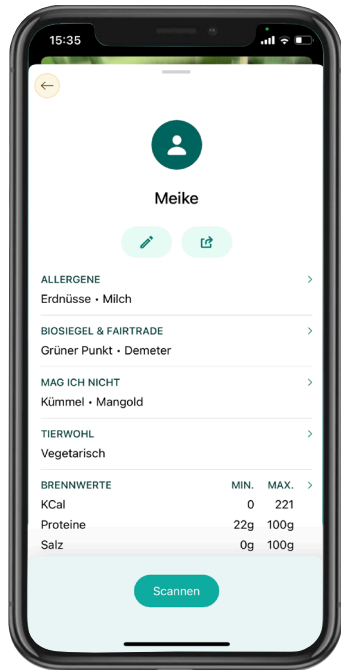 15:35
Meike
ALLERGENE
Erdnüsse • Milch
BIOSIEGEL & FAIRTRADE
Grüner Punkt • Demeter
MAG ICH NICHT
Kümmel • Mangold
TIERWOHL
Vegetarisch
BRENNWERTE MIN. MAX.
KCal 0 221
Proteine 22g 100g
Salz 0g 100g
Scannen